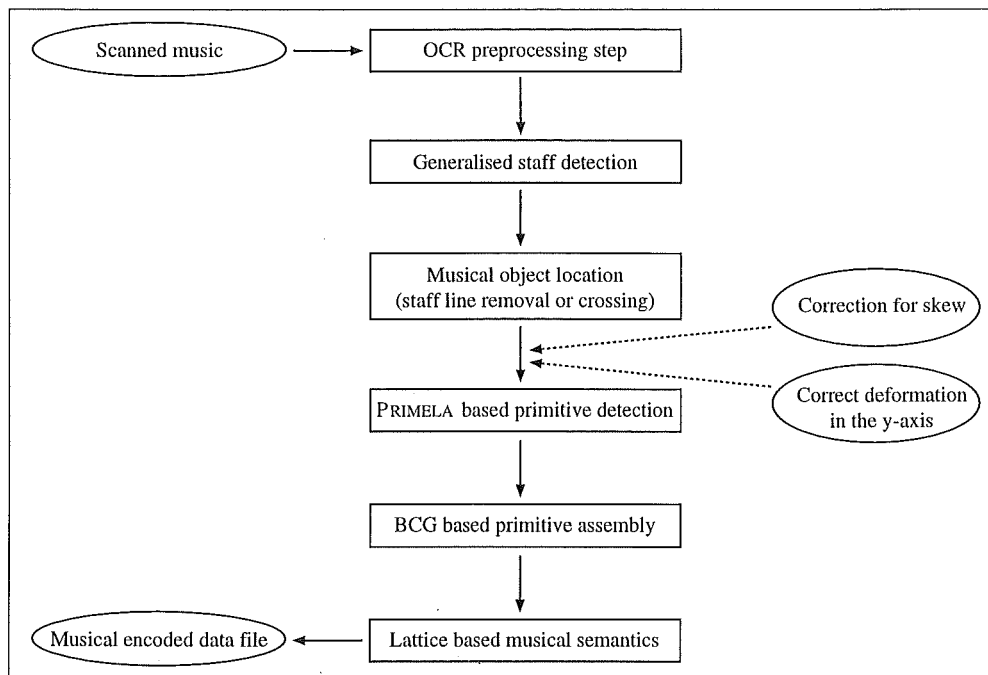 Scanned music
OCR preprocessing step
Generalised staff detection
Musical object location
(staff line removal or crossing)
Correction for skew
Correct deformation
in the y-axis
PRIMELA based primitive detection
BCG based primitive assembly
Musical encoded data file
Lattice based musical semantics